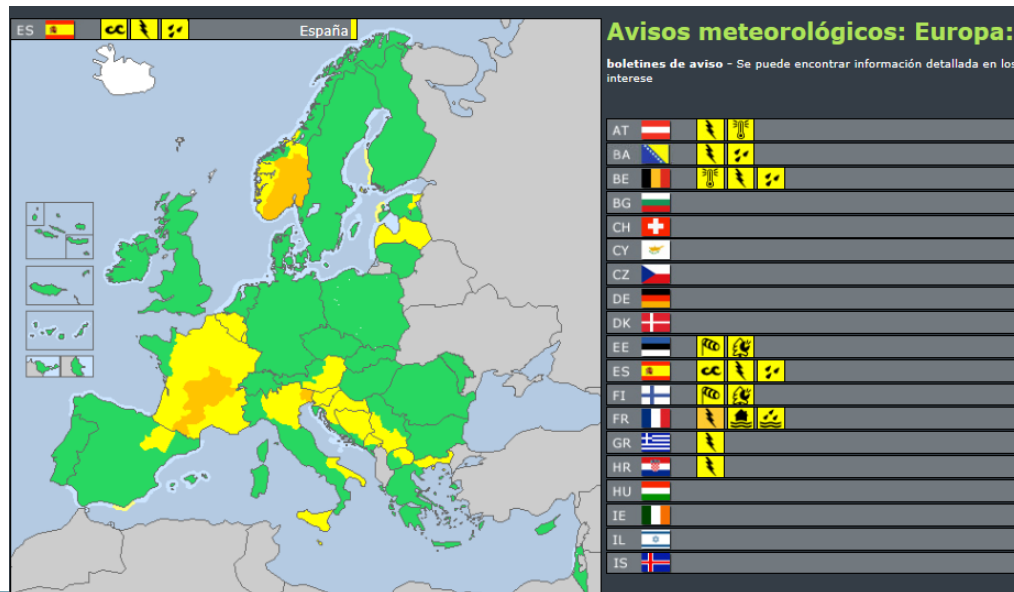 ES España
Avisos meteorológicos: Europa:
boletines de aviso - Se puede encontrar información detallada en los
interese
AT
BA
BE
BG
CH
CY
CZ
DE
DK
EE
ES
FI
FR
GR
HR
HU
IE
IL
IS